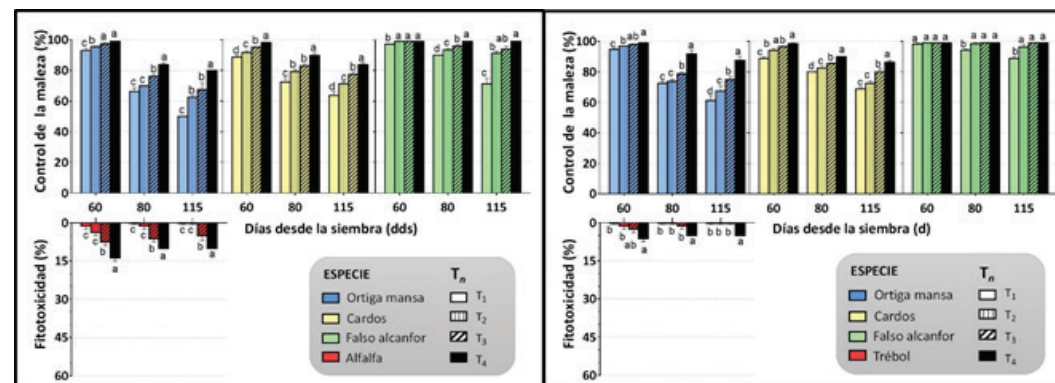 Control de la maleza (%)
100
80
60
40
20
0
c b b a
c c b a
c b b a
d c b a
c b b a
d c b a
b a a a
c b b a
c b ab a
60 80 115
60 80 115
60 80 115
Días desde la siembra (dds)
Fitotoxicidad (%)
0
15
30
45
60
c c b a
c c b a
c c b a
ESPECIE
Ortiga mansa
Cardos
Falso alcanfor
Alfalfa
Tn
T1
T2
T3
T4
Control de la maleza (%)
100
80
60
40
20
0
c b ab a
c c b a
d c b a
c b b a
c c b a
c c b a
a a a a
b a a a
b a a a
60 80 115
60 80 115
60 80 115
Días desde la siembra (d)
Fitotoxicidad (%)
0
15
30
45
60
b b ab a
b b b a
b b b a
ESPECIE
Ortiga mansa
Cardos
Falso alcanfor
Trébol
Tn
T1
T2
T3
T4